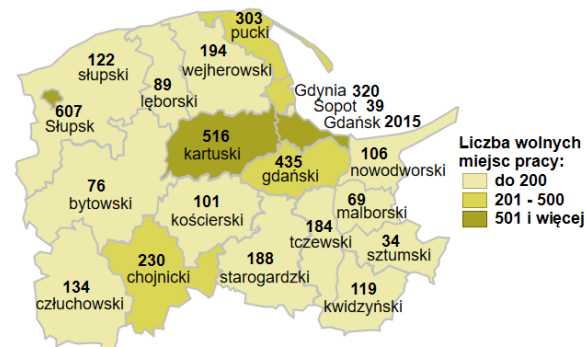 303
pucki
194
wejherowski
122
słupski
89
lęborski
Gdynia 320
Sopot 39
Gdańsk 2015
607
Słupsk
516
kartuski
435
gdański
106
nowodworski
Liczba wolnych
miejsc pracy:
do 200
201 - 500
501 i więcej
76
bytowski
101
kościerski
69
malborski
184
tczewski
34
sztumski
230
chojnicki
188
starogardzki
134
człuchowski
119
kwidzyński